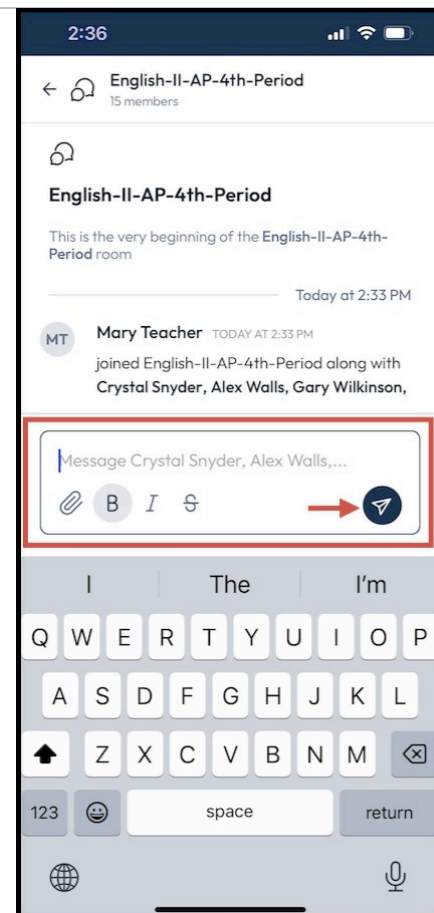 2:36
English-II-AP-4th-Period
15 members
English-II-AP-4th-Period
This is the very beginning of the English-II-AP-4th-
Period room
Today at 2:33 PM
MT
Mary Teacher TODAY AT 2:33 PM
joined English-II-AP-4th-Period along with
Crystal Snyder, Alex Walls, Gary Wilkinson,
Message Crystal Snyder, Alex Walls,...
B I S
I The I'm
Q W E R T Y U I O P
A S D F G H J K L
Z X C V B N M
123 space return